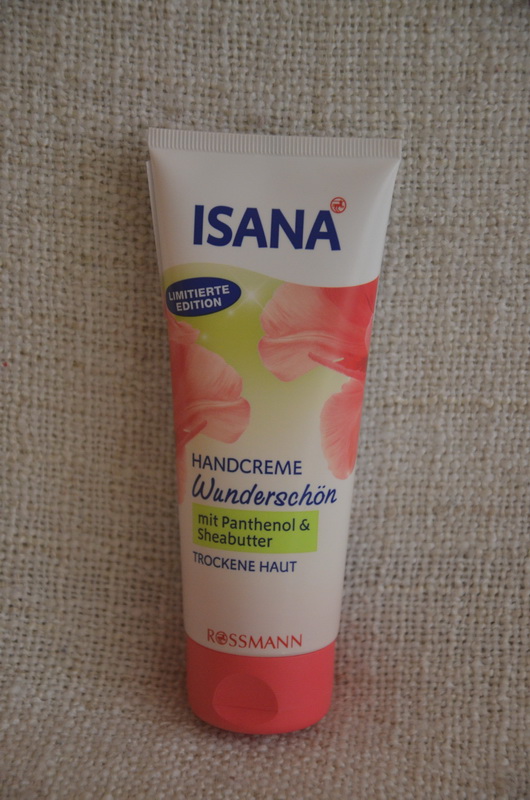 ISANA
LIMITIERTE
EDITION
HANDCREME
Wunderschön
mit Panthenol &
Sheabutter
TROCKENE HAUT
ROSSMANN